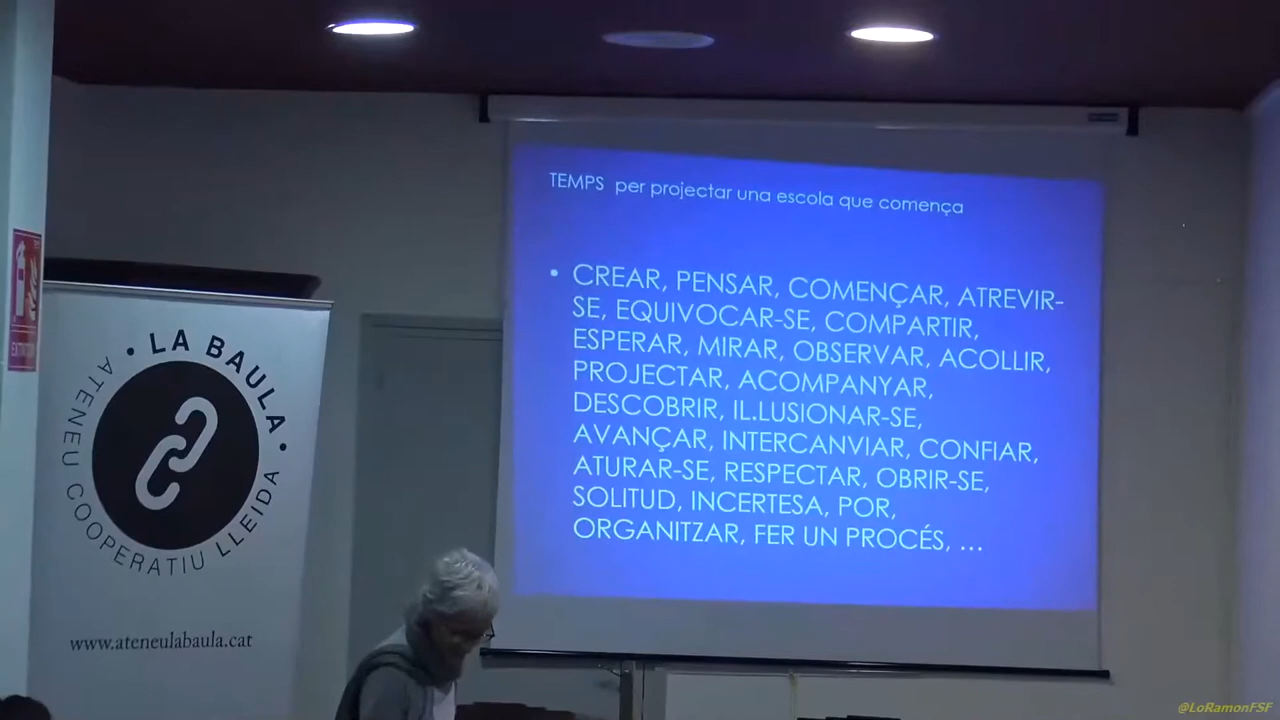 TEMPS  per projectar una escola que comença
• CREAR, PENSAR, COMENÇAR, ATREVIR-
SE, EQUIVOCAR-SE, COMPARTIR,
ESPERAR, MIRAR, OBSERVAR, ACOLLIR,
PROJECTAR, ACOMPANYAR,
DESCOBRIR, IL.LUSIONAR-SE,
AVANÇAR, INTERCANVIAR, CONFIAR,
ATURAR-SE, RESPECTAR, OBRIR-SE,
SOLITUD, INCERTESA, POR,
ORGANITZAR, FER UN PROCÉS, ...
• LA BAULA •
ATENEU COOPERATIU LLEIDA
www.ateneulabaula.cat
@LoRamonFSF